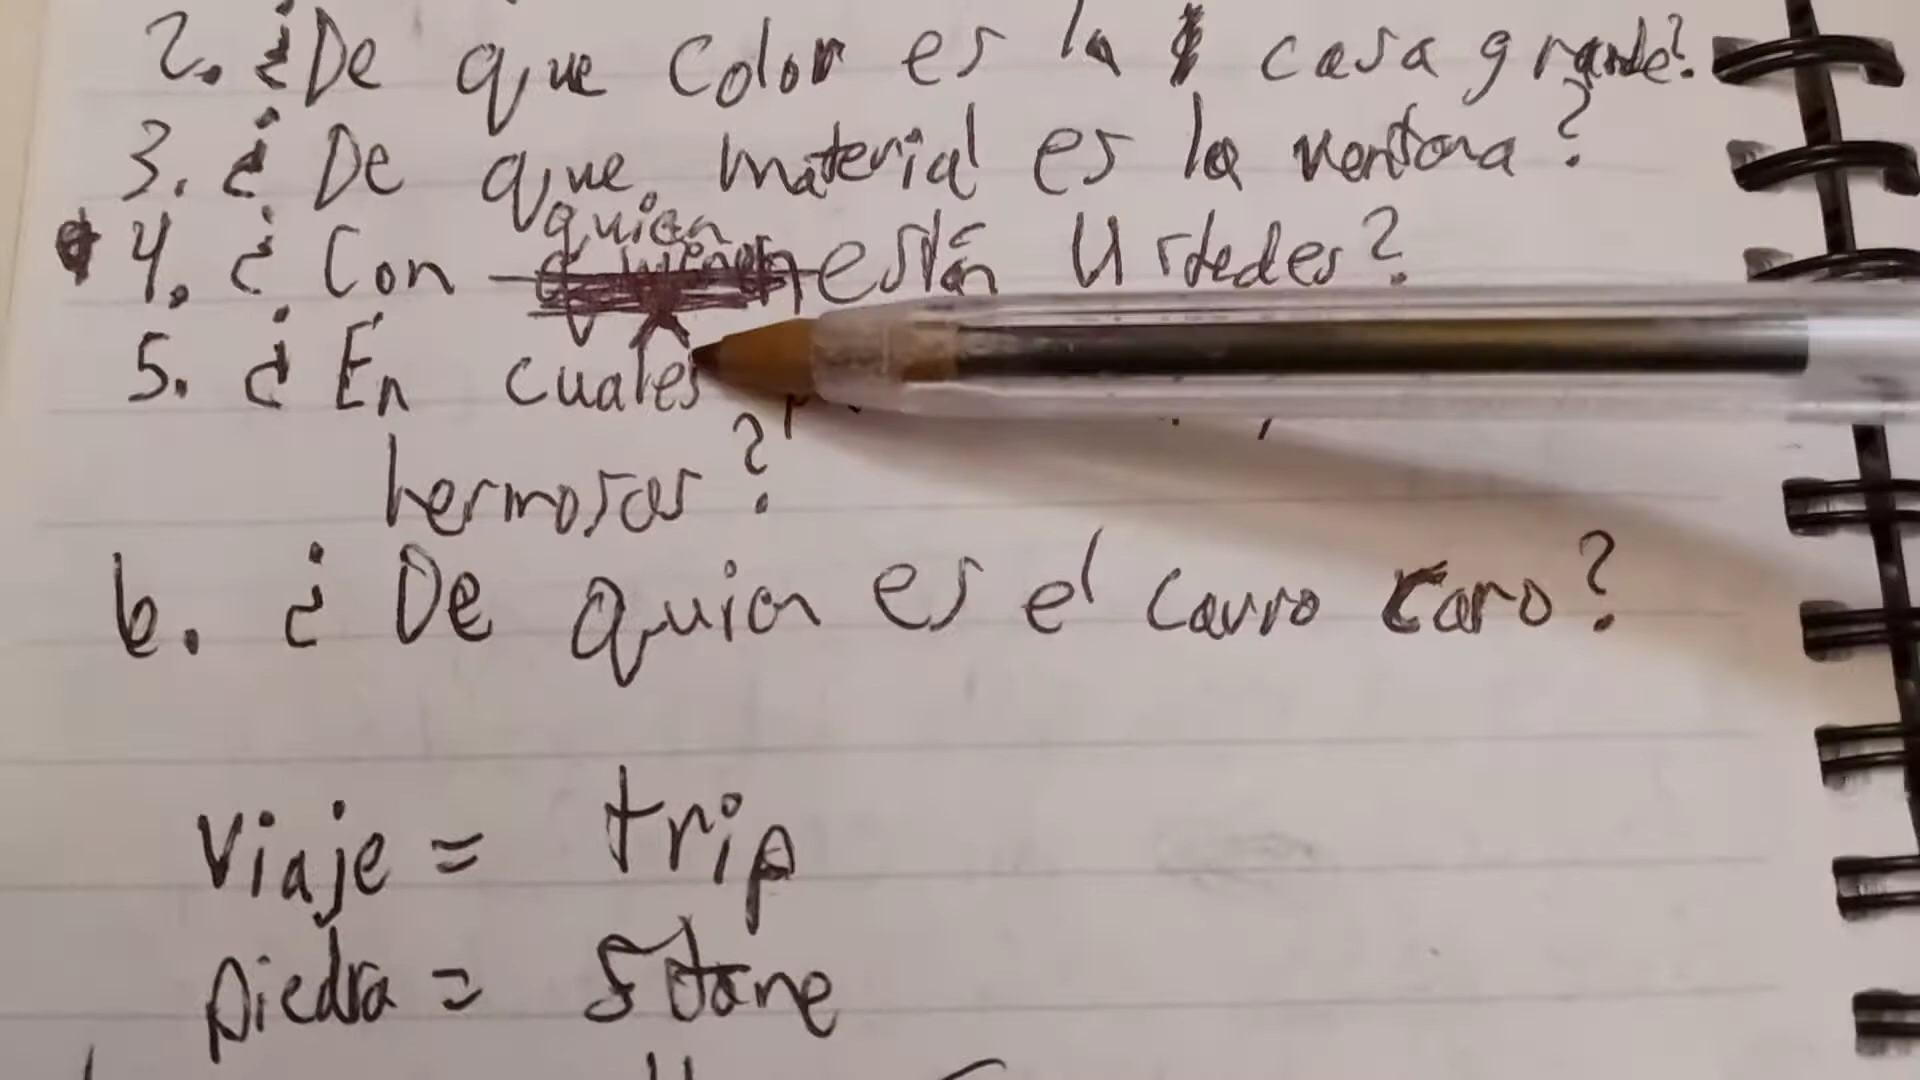 2. ¿De que color es la casa grande?
3. ¿De que material es la ventana?
quien
4. ¿Con están Ustedes?
5. ¿En cuales
hermosas?
6. ¿De quien es el carro caro?
Viaje = trip
piedra = Stone